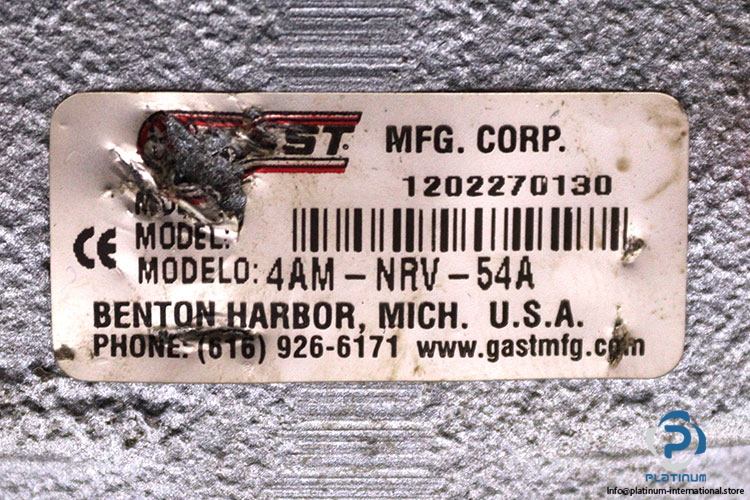 MFG. CORP.
1202270130
MODEL:
MODELO: 4AM-NRV-54A
BENTON HARBOR, MICH. U.S.A.
PHONE: (616) 926-6171 www.gastmfg.com
CE
PLATINUM
Info@platinum-international.store